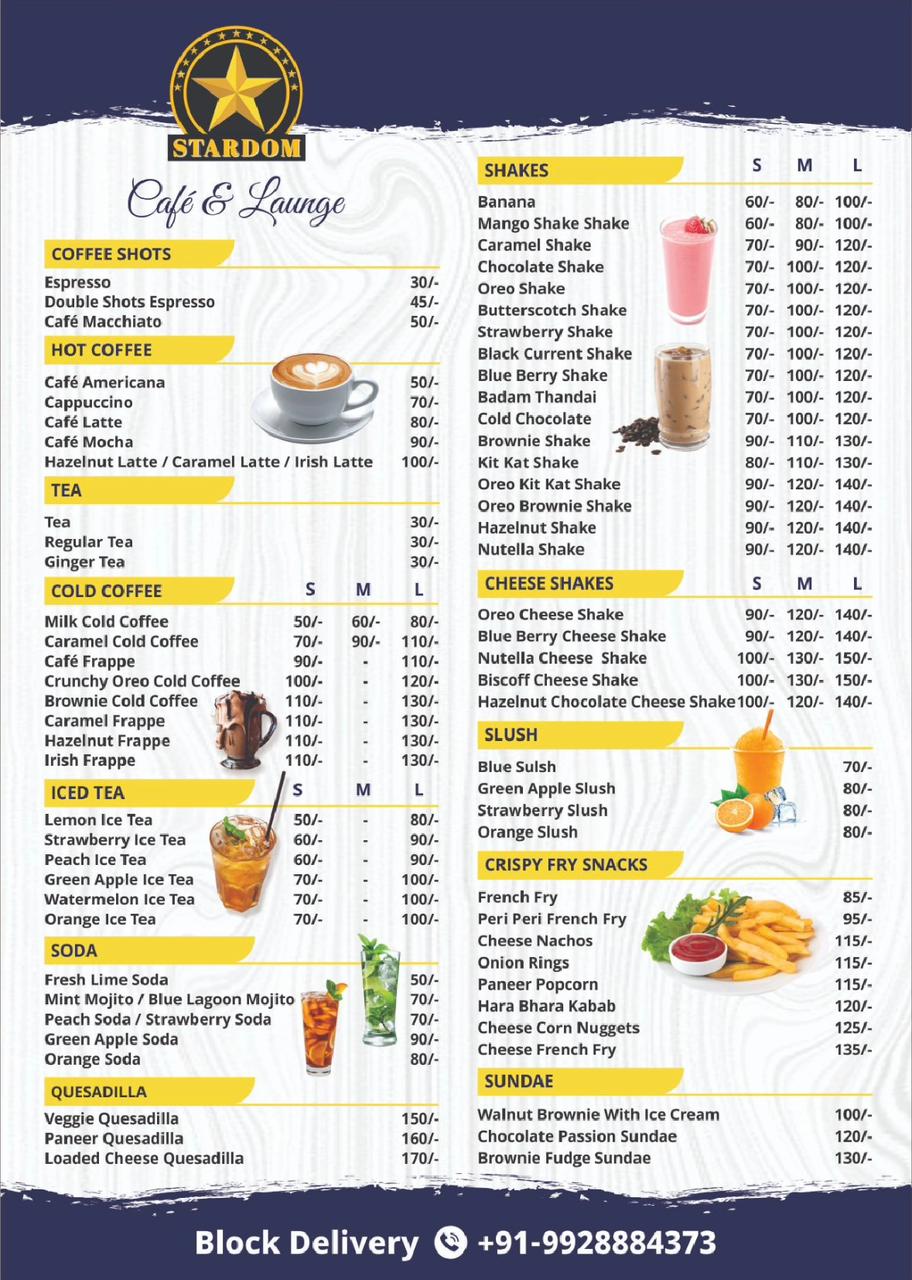 STARDOM
Café & Launge
COFFEE SHOTS
Espresso 30/-
Double Shots Espresso 45/-
Café Macchiato 50/-
HOT COFFEE
Café Americana 50/-
Cappuccino 70/-
Café Latte 80/-
Café Mocha 90/-
Hazelnut Latte / Caramel Latte / Irish Latte 100/-
TEA
Tea 30/-
Regular Tea 30/-
Ginger Tea 30/-
COLD COFFEE S M L
Milk Cold Coffee 50/- 60/- 80/-
Caramel Cold Coffee 70/- 90/- 110/-
Café Frappe 90/- - 110/-
Crunchy Oreo Cold Coffee 100/- - 120/-
Brownie Cold Coffee 110/- - 130/-
Caramel Frappe 110/- - 130/-
Hazelnut Frappe 110/- - 130/-
Irish Frappe 110/- - 130/-
ICED TEA S M L
Lemon Ice Tea 50/- - 80/-
Strawberry Ice Tea 60/- - 90/-
Peach Ice Tea 60/- - 90/-
Green Apple Ice Tea 70/- - 100/-
Watermelon Ice Tea 70/- - 100/-
Orange Ice Tea 70/- - 100/-
SODA
Fresh Lime Soda 50/-
Mint Mojito / Blue Lagoon Mojito 70/-
Peach Soda / Strawberry Soda 70/-
Green Apple Soda 90/-
Orange Soda 80/-
QUESADILLA
Veggie Quesadilla 150/-
Paneer Quesadilla 160/-
Loaded Cheese Quesadilla 170/-
SHAKES S M L
Banana 60/- 80/- 100/-
Mango Shake Shake 60/- 80/- 100/-
Caramel Shake 70/- 90/- 120/-
Chocolate Shake 70/- 100/- 120/-
Oreo Shake 70/- 100/- 120/-
Butterscotch Shake 70/- 100/- 120/-
Strawberry Shake 70/- 100/- 120/-
Black Current Shake 70/- 100/- 120/-
Blue Berry Shake 70/- 100/- 120/-
Badam Thandai 70/- 100/- 120/-
Cold Chocolate 70/- 100/- 120/-
Brownie Shake 90/- 110/- 130/-
Kit Kat Shake 80/- 110/- 130/-
Oreo Kit Kat Shake 90/- 120/- 140/-
Oreo Brownie Shake 90/- 120/- 140/-
Hazelnut Shake 90/- 120/- 140/-
Nutella Shake 90/- 120/- 140/-
CHEESE SHAKES S M L
Oreo Cheese Shake 90/- 120/- 140/-
Blue Berry Cheese Shake 90/- 120/- 140/-
Nutella Cheese Shake 100/- 130/- 150/-
Biscoff Cheese Shake 100/- 130/- 150/-
Hazelnut Chocolate Cheese Shake 100/- 120/- 140/-
SLUSH
Blue Sulsh 70/-
Green Apple Slush 80/-
Strawberry Slush 80/-
Orange Slush 80/-
CRISPY FRY SNACKS
French Fry 85/-
Peri Peri French Fry 95/-
Cheese Nachos 115/-
Onion Rings 115/-
Paneer Popcorn 115/-
Hara Bhara Kabab 120/-
Cheese Corn Nuggets 125/-
Cheese French Fry 135/-
SUNDAE
Walnut Brownie With Ice Cream 100/-
Chocolate Passion Sundae 120/-
Brownie Fudge Sundae 130/-
Block Delivery +91-9928884373